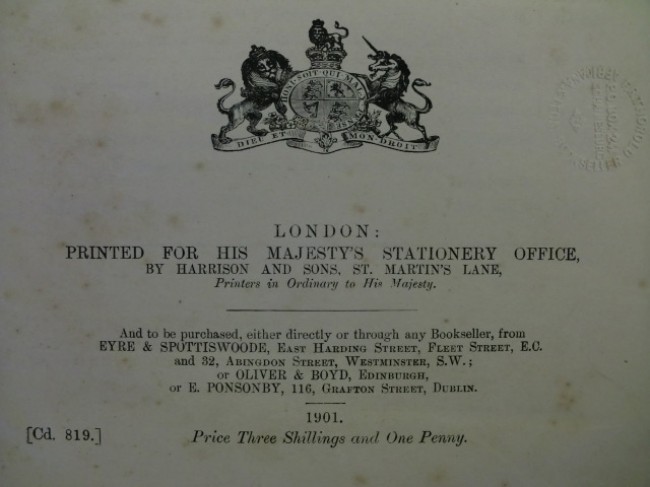 HONI·SOIT·QUI MAL
DIEU ET MON DROIT
LONDON:
PRINTED FOR HIS MAJESTY'S STATIONERY OFFICE,
BY HARRISON AND SONS, ST. MARTIN'S LANE,
Printers in Ordinary to His Majesty.
And to be purchased, either directly or through any Bookseller, from
EYRE & SPOTTISWOODE, EAST HARDING STREET, FLEET STREET, E.C.
and 32, ABINGDON STREET, WESTMINSTER, S.W.;
or OLIVER & BOYD, EDINBURGH,
or E. PONSONBY, 116, GRAFTON STREET, DUBLIN.
1901.
[Cd. 819.]
Price Three Shillings and One Penny.